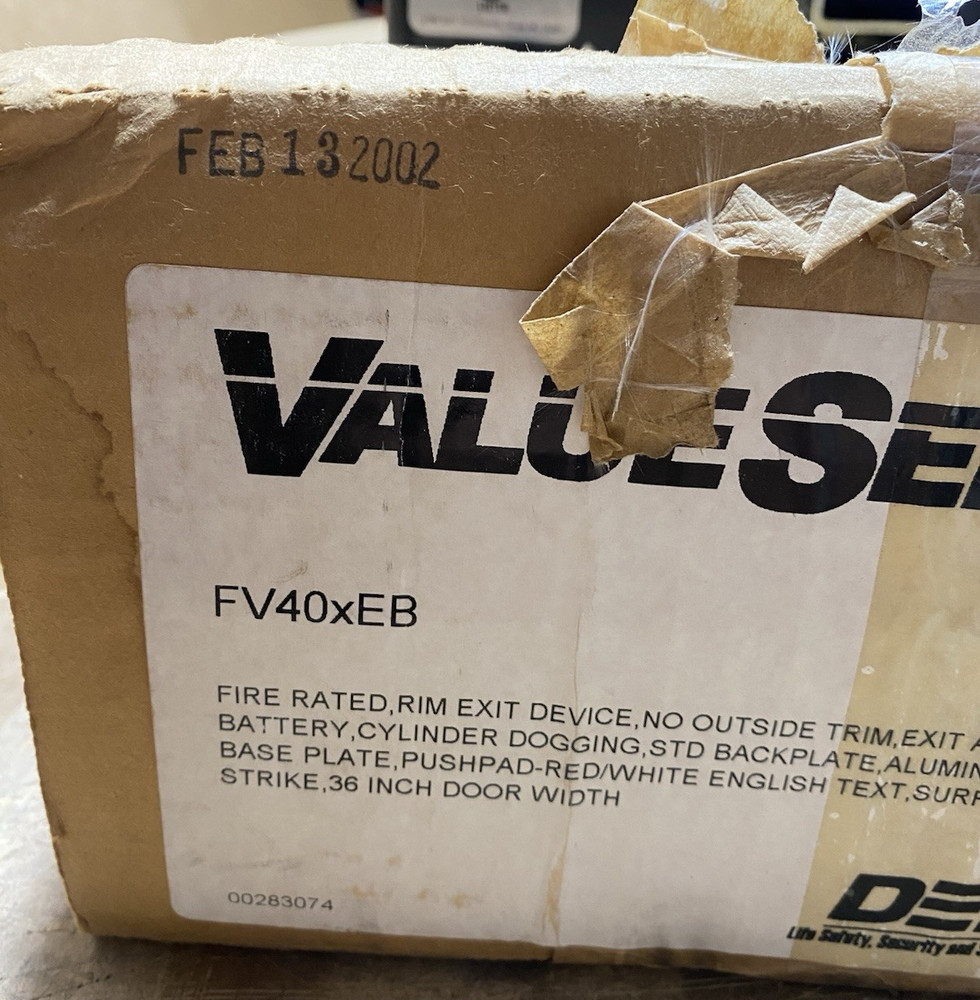 FEB 13 2002
VALUE SE
FV40xEB
FIRE RATED,RIM EXIT DEVICE,NO OUTSIDE TRIM,EXIT A
BATTERY,CYLINDER DOGGING,STD BACKPLATE,ALUMIN
BASE PLATE,PUSHPAD-RED/WHITE ENGLISH TEXT,SURF
STRIKE,36 INCH DOOR WIDTH
00283074
DE
Life Safety, Security and